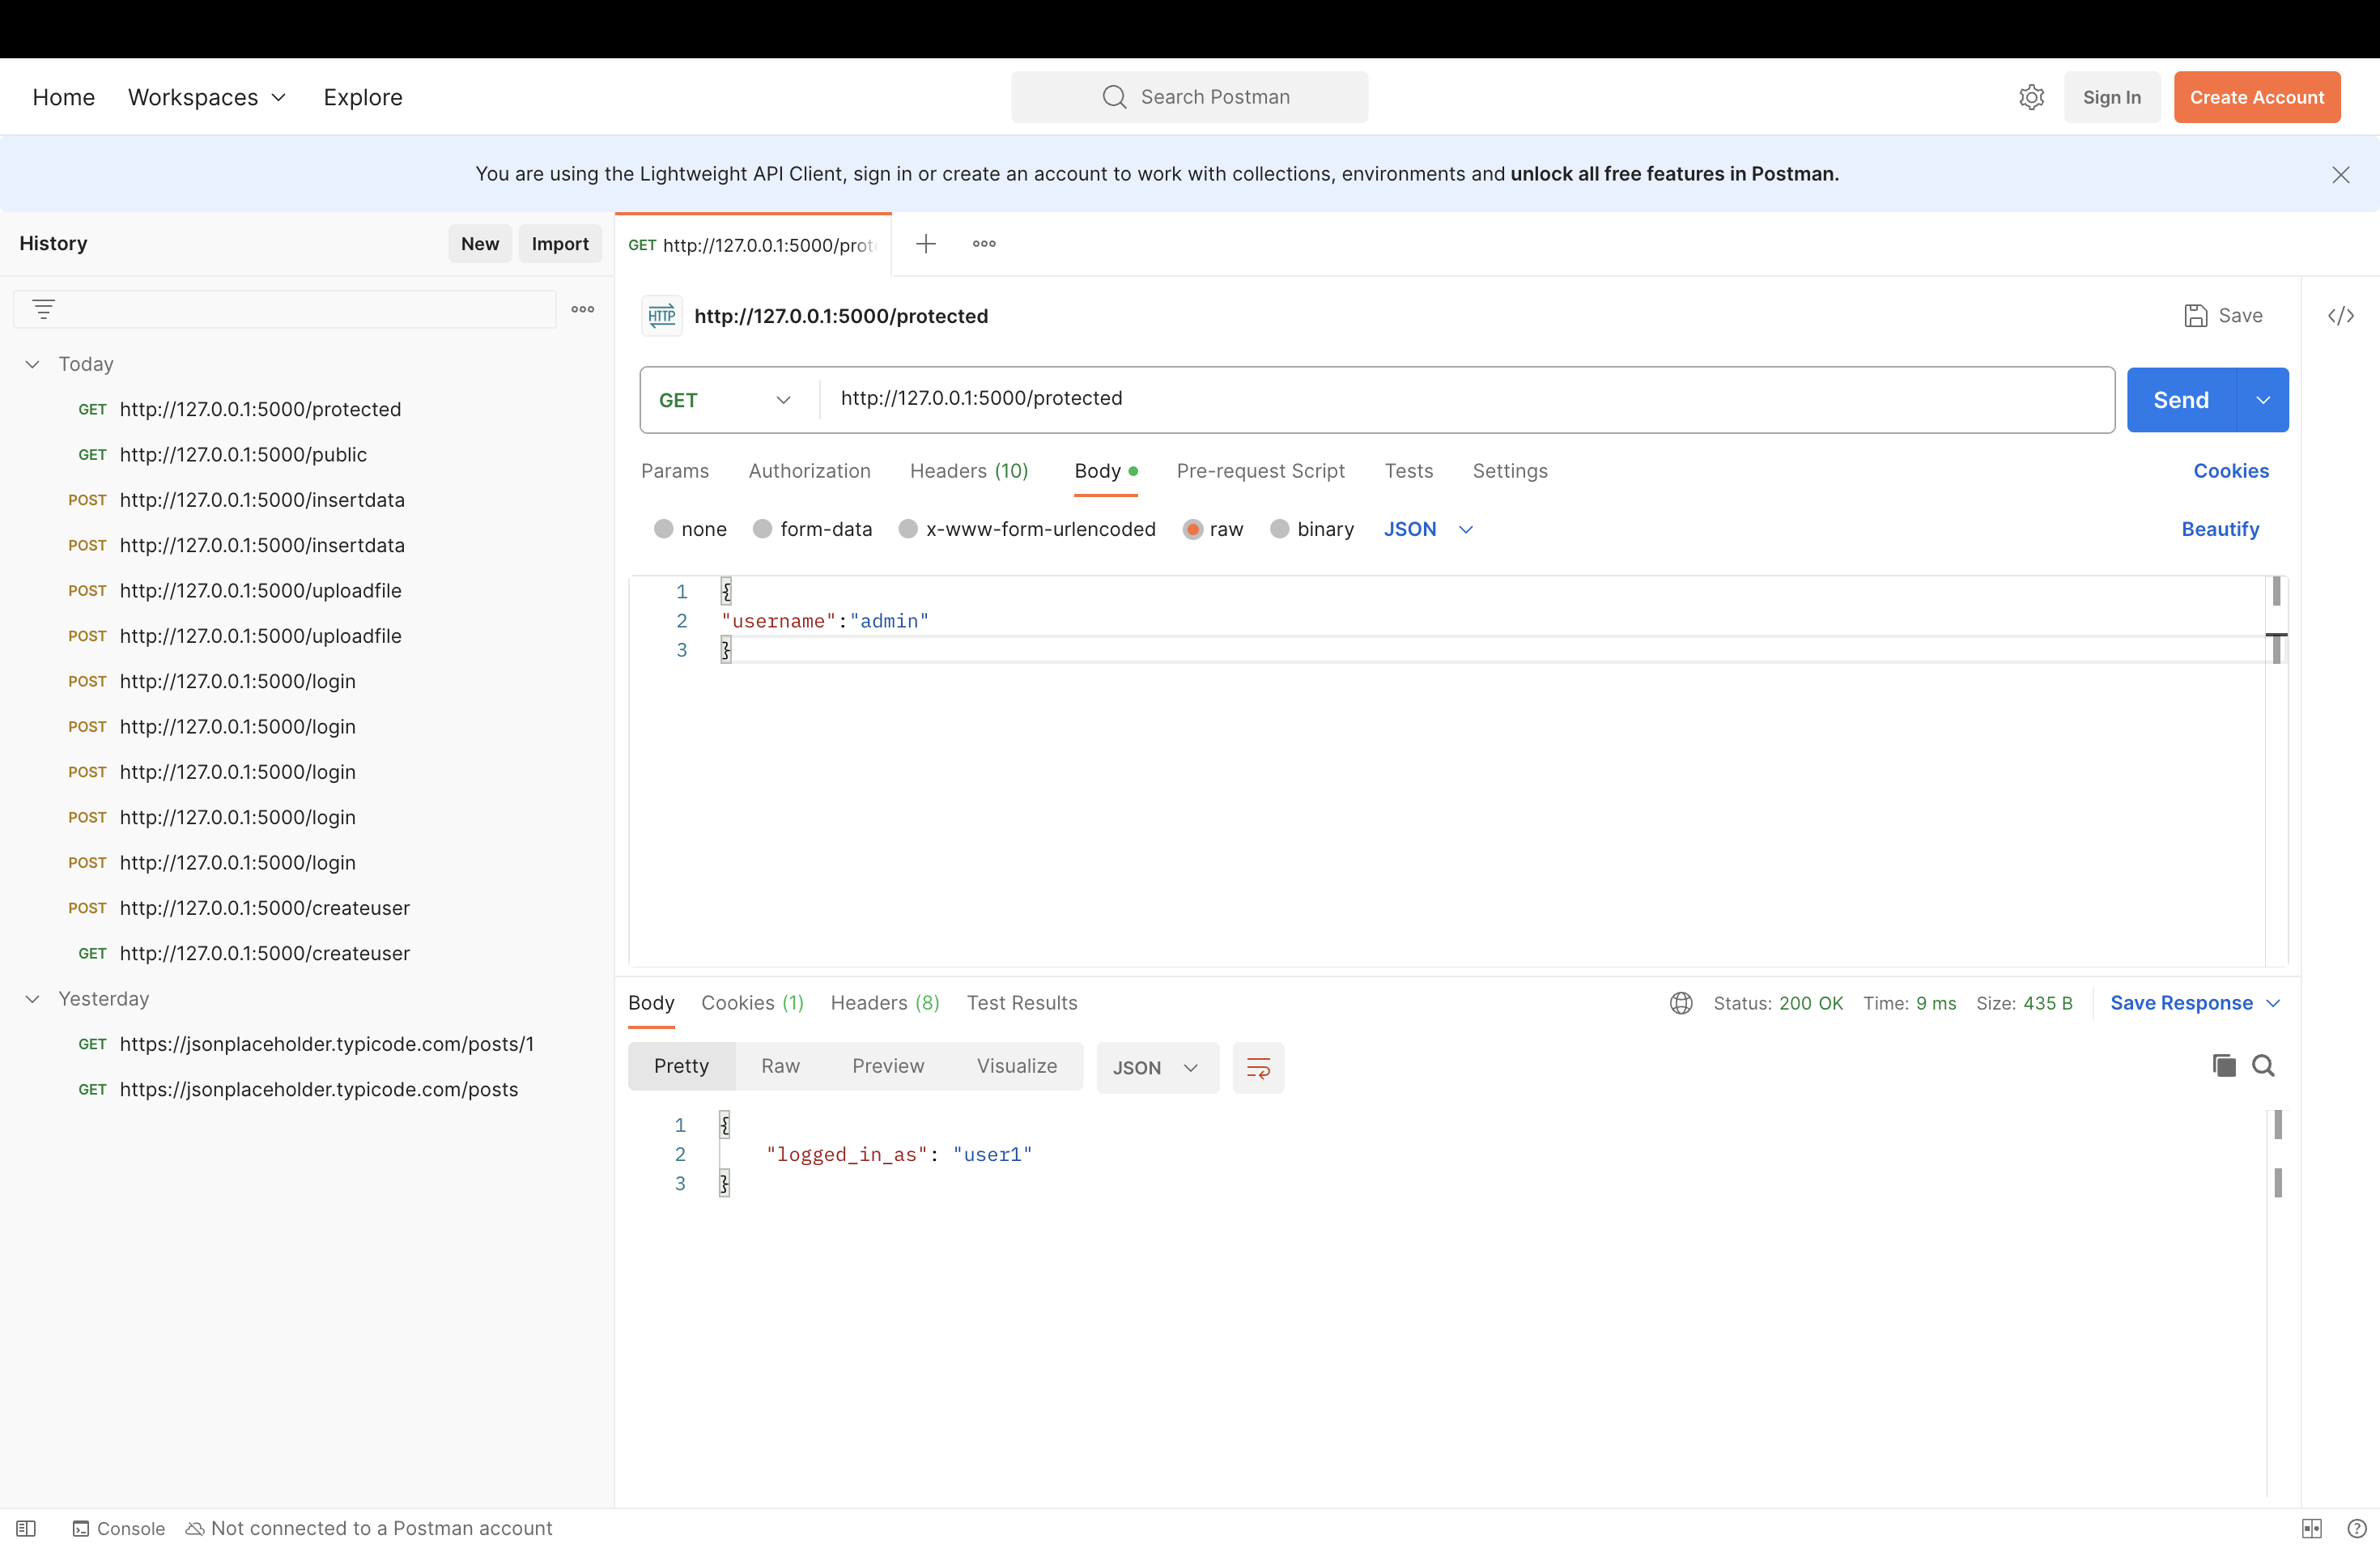 Home Workspaces Explore Search Postman Sign In Create Account
You are using the Lightweight API Client, sign in or create an account to work with collections, environments and unlock all free features in Postman.
History New Import
Today
GET http://127.0.0.1:5000/protected
GET http://127.0.0.1:5000/public
POST http://127.0.0.1:5000/insertdata
POST http://127.0.0.1:5000/insertdata
POST http://127.0.0.1:5000/uploadfile
POST http://127.0.0.1:5000/uploadfile
POST http://127.0.0.1:5000/login
POST http://127.0.0.1:5000/login
POST http://127.0.0.1:5000/login
POST http://127.0.0.1:5000/login
POST http://127.0.0.1:5000/login
POST http://127.0.0.1:5000/createuser
GET http://127.0.0.1:5000/createuser
Yesterday
GET https://jsonplaceholder.typicode.com/posts/1
GET https://jsonplaceholder.typicode.com/posts
GET http://127.0.0.1:5000/prote
HTTP http://127.0.0.1:5000/protected Save </>
GET http://127.0.0.1:5000/protected Send
Params Authorization Headers (10) Body Pre-request Script Tests Settings Cookies
none form-data x-www-form-urlencoded raw binary JSON Beautify
1 {
2 "username":"admin"
3 }
Body Cookies (1) Headers (8) Test Results Status: 200 OK Time: 9 ms Size: 435 B Save Response
Pretty Raw Preview Visualize JSON
1 {
2 "logged_in_as": "user1"
3 }
Console Not connected to a Postman account